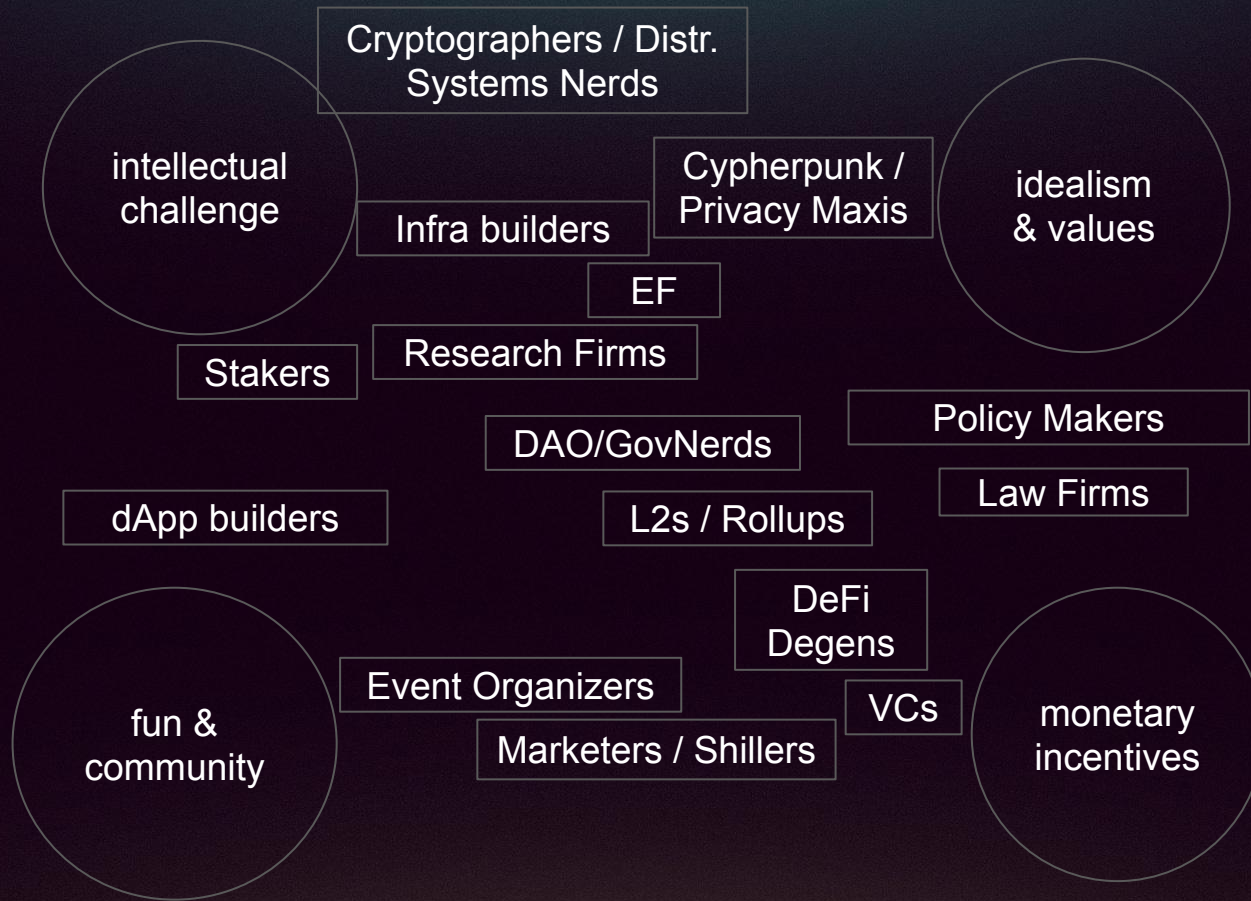 Cryptographers / Distr.
Systems Nerds
intellectual
challenge
Cypherpunk /
Privacy Maxis
idealism
& values
Infra builders
EF
Research Firms
Stakers
Policy Makers
DAO/GovNerds
Law Firms
dApp builders
L2s / Rollups
DeFi
Degens
Event Organizers
VCs
fun &
community
monetary
incentives
Marketers / Shillers